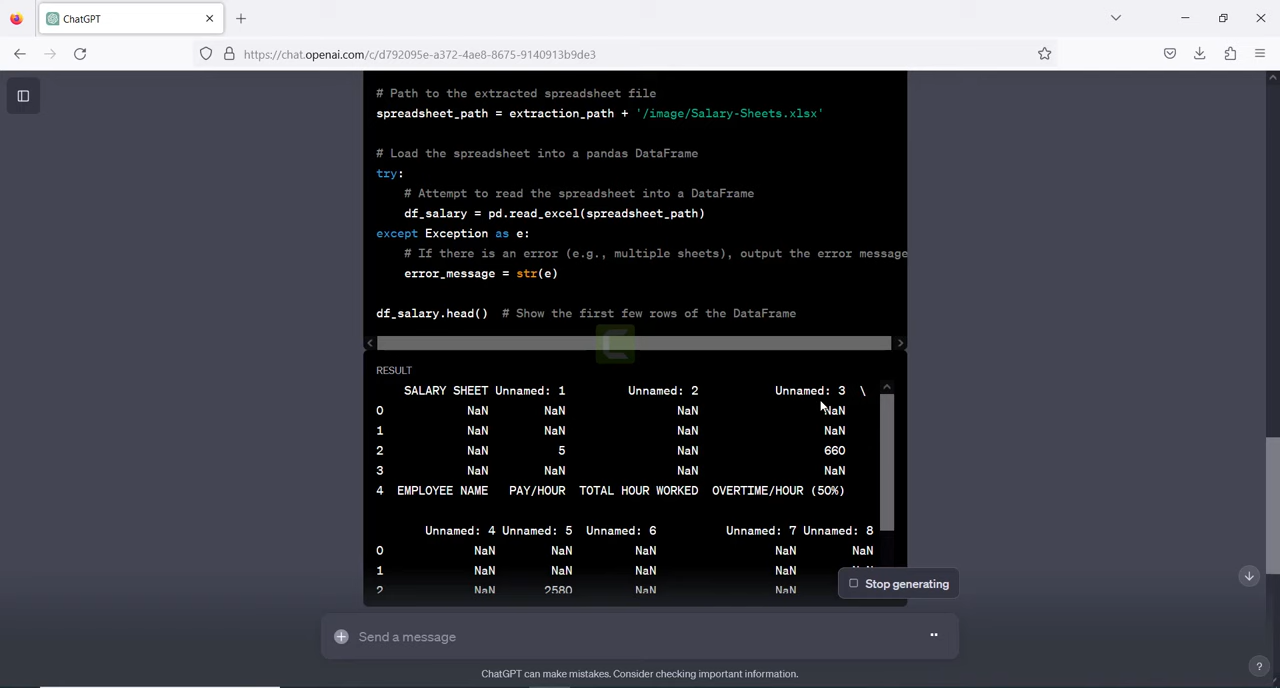 ChatGPT
https://chat.openai.com/c/d792095e-a372-4ae8-8675-9140913b9de3
# Path to the extracted spreadsheet file
spreadsheet_path = extraction_path + '/image/Salary-Sheets.xlsx'
# Load the spreadsheet into a pandas DataFrame
try:
# Attempt to read the spreadsheet into a DataFrame
df_salary = pd.read_excel(spreadsheet_path)
except Exception as e:
# If there is an error (e.g., multiple sheets), output the error message
error_message = str(e)
df_salary.head() # Show the first few rows of the DataFrame
RESULT
SALARY SHEET Unnamed: 1 Unnamed: 2 Unnamed: 3 \
0 NaN NaN NaN NaN
1 NaN NaN NaN NaN
2 NaN 5 NaN 660
3 NaN NaN NaN NaN
4 EMPLOYEE NAME PAY/HOUR TOTAL HOUR WORKED OVERTIME/HOUR (50%)
Unnamed: 4 Unnamed: 5 Unnamed: 6 Unnamed: 7 Unnamed: 8
0 NaN NaN NaN NaN NaN
1 NaN NaN NaN NaN
2 NaN 2580 NaN NaN
Stop generating
Send a message
ChatGPT can make mistakes. Consider checking important information.
?